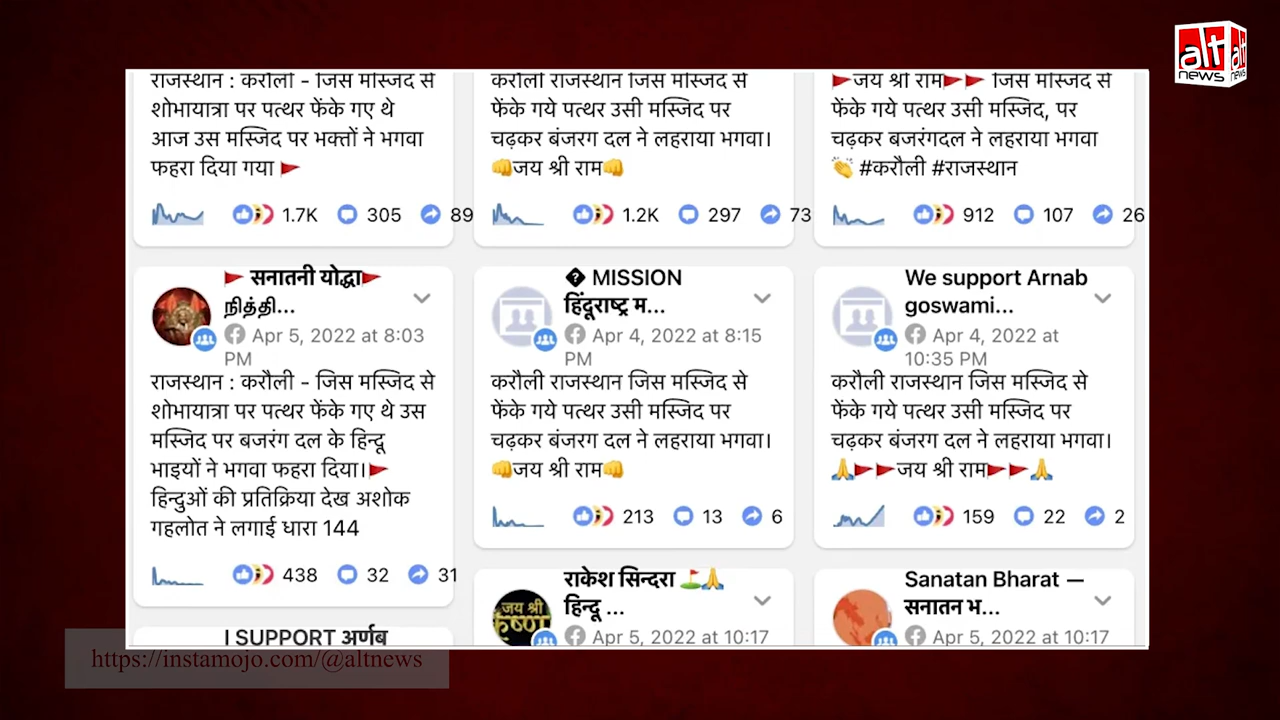 alt
news
राजस्थान : करौली - जिस मस्जिद से
शोभायात्रा पर पत्थर फेंके गए थे
आज उस मस्जिद पर भक्तों ने भगवा
फहरा दिया गया 🚩
1.7K 305 89
करौली राजस्थान जिस मस्जिद से
फेंके गये पत्थर उसी मस्जिद पर
चढ़कर बंजरग दल ने लहराया भगवा।
👊जय श्री राम👊
1.2K 297 73
🚩जय श्री राम🚩🚩 जिस मस्जिद से
फेंके गये पत्थर उसी मस्जिद, पर
चढ़कर बजरंगदल ने लहराया भगवा
👏 #करौली #राजस्थान
912 107 26
🚩 सनातनी योद्धा🚩
நித்தி...
Apr 5, 2022 at 8:03
PM
राजस्थान : करौली - जिस मस्जिद से
शोभायात्रा पर पत्थर फेंके गए थे उस
मस्जिद पर बजरंग दल के हिन्दू
भाइयों ने भगवा फहरा दिया।🚩
हिन्दुओं की प्रतिक्रिया देख अशोक
गहलोत ने लगाई धारा 144
438 32 31
� MISSION
हिंदूराष्ट्र म...
Apr 4, 2022 at 8:15
PM
करौली राजस्थान जिस मस्जिद से
फेंके गये पत्थर उसी मस्जिद पर
चढ़कर बंजरग दल ने लहराया भगवा।
👊जय श्री राम👊
213 13 6
We support Arnab
goswami...
Apr 4, 2022 at
10:35 PM
करौली राजस्थान जिस मस्जिद से
फेंके गये पत्थर उसी मस्जिद पर
चढ़कर बंजरग दल ने लहराया भगवा।
🙏🚩🚩जय श्री राम🚩🚩🙏
159 22 2
I SUPPORT अर्णब
राकेश सिन्दरा ⛳🙏
हिन्दू ...
Apr 5, 2022 at 10:17
जय श्री
कृष्णा
Sanatan Bharat —
सनातन भ...
Apr 5, 2022 at 10:17
https://instamojo.com/@altnews